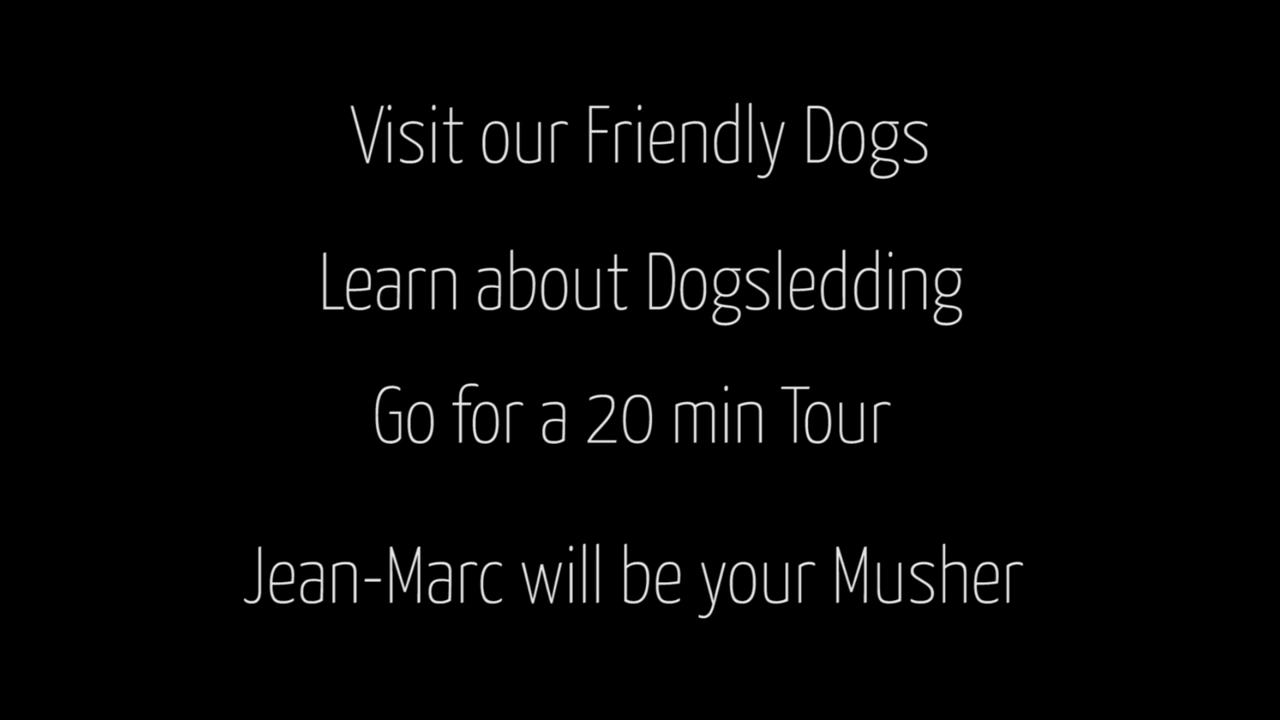 Visit our Friendly Dogs
Learn about Dogsledding
Go for a 20 min Tour
Jean-Marc will be your Musher